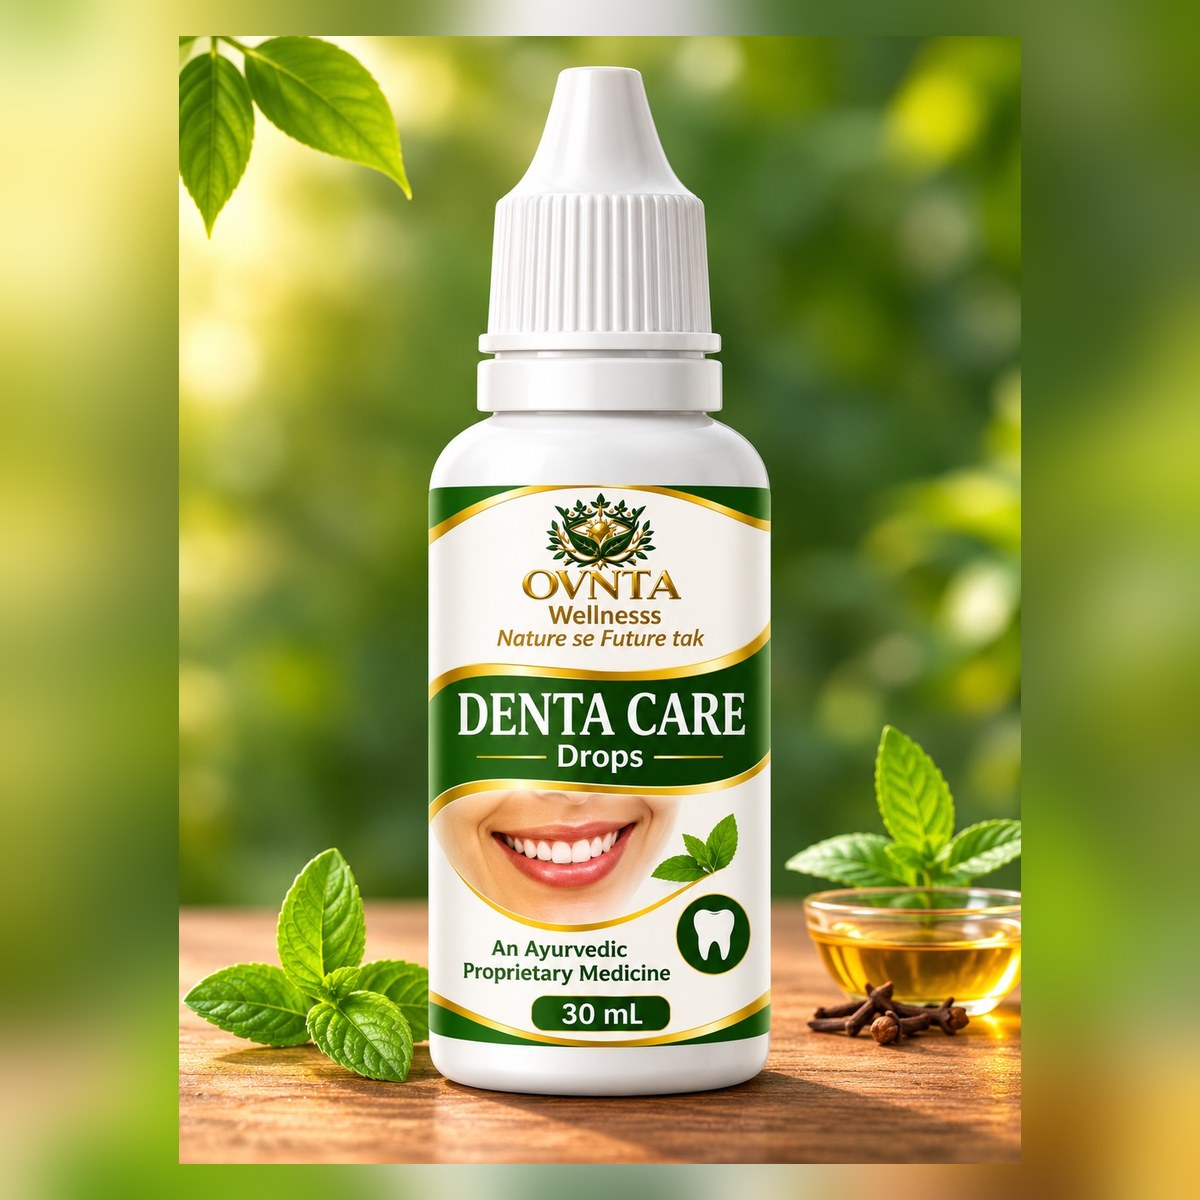 OVNTA
Wellnesss
Nature se Future tak
DENTA CARE
Drops
An Ayurvedic
Proprietary Medicine
30 mL